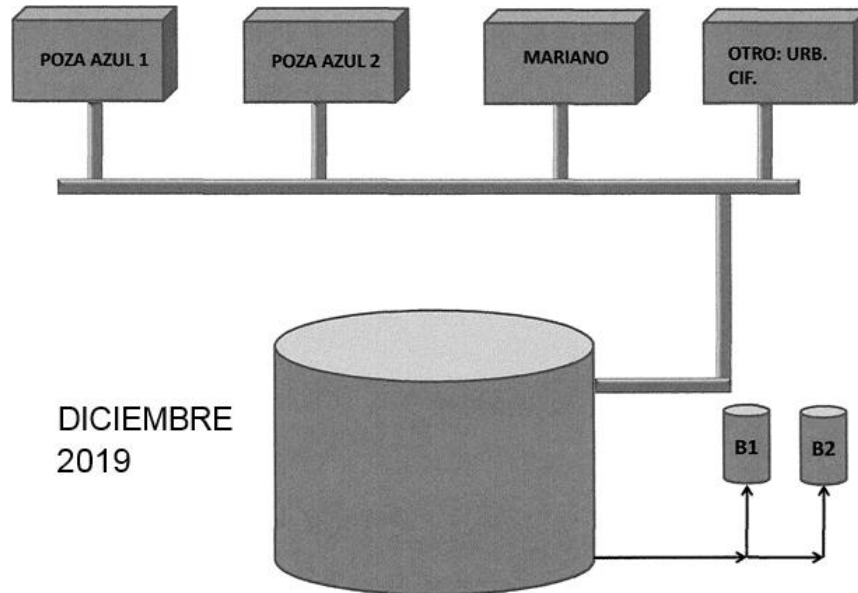 POZA AZUL 1
POZA AZUL 2
MARIANO
OTRO: URB.
CIF.
DICIEMBRE
2019
B1
B2